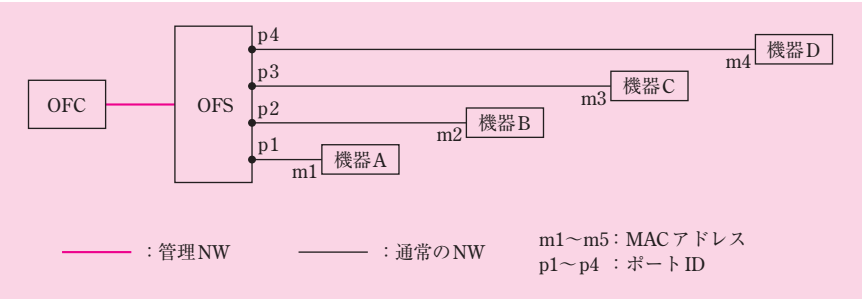 p4
m4
機器D
p3
m3
機器C
OFC
OFS
p2
m2
機器B
p1
m1
機器A
：管理NW
：通常のNW
m1～m5：MACアドレス
p1～p4 ：ポートID